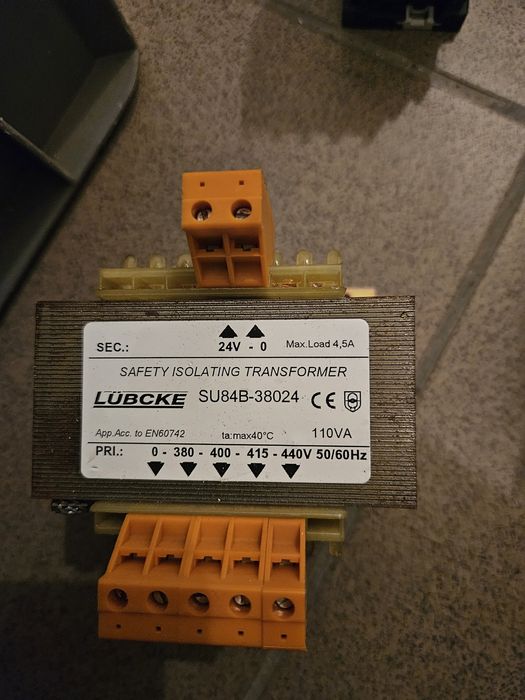 SEC.: 24V - 0 Max.Load 4,5A
SAFETY ISOLATING TRANSFORMER
LÜBCKE SU84B-38024 CE
App.Acc. to EN60742 ta:max40°C 110VA
PRI.: 0 - 380 - 400 - 415 - 440V 50/60Hz